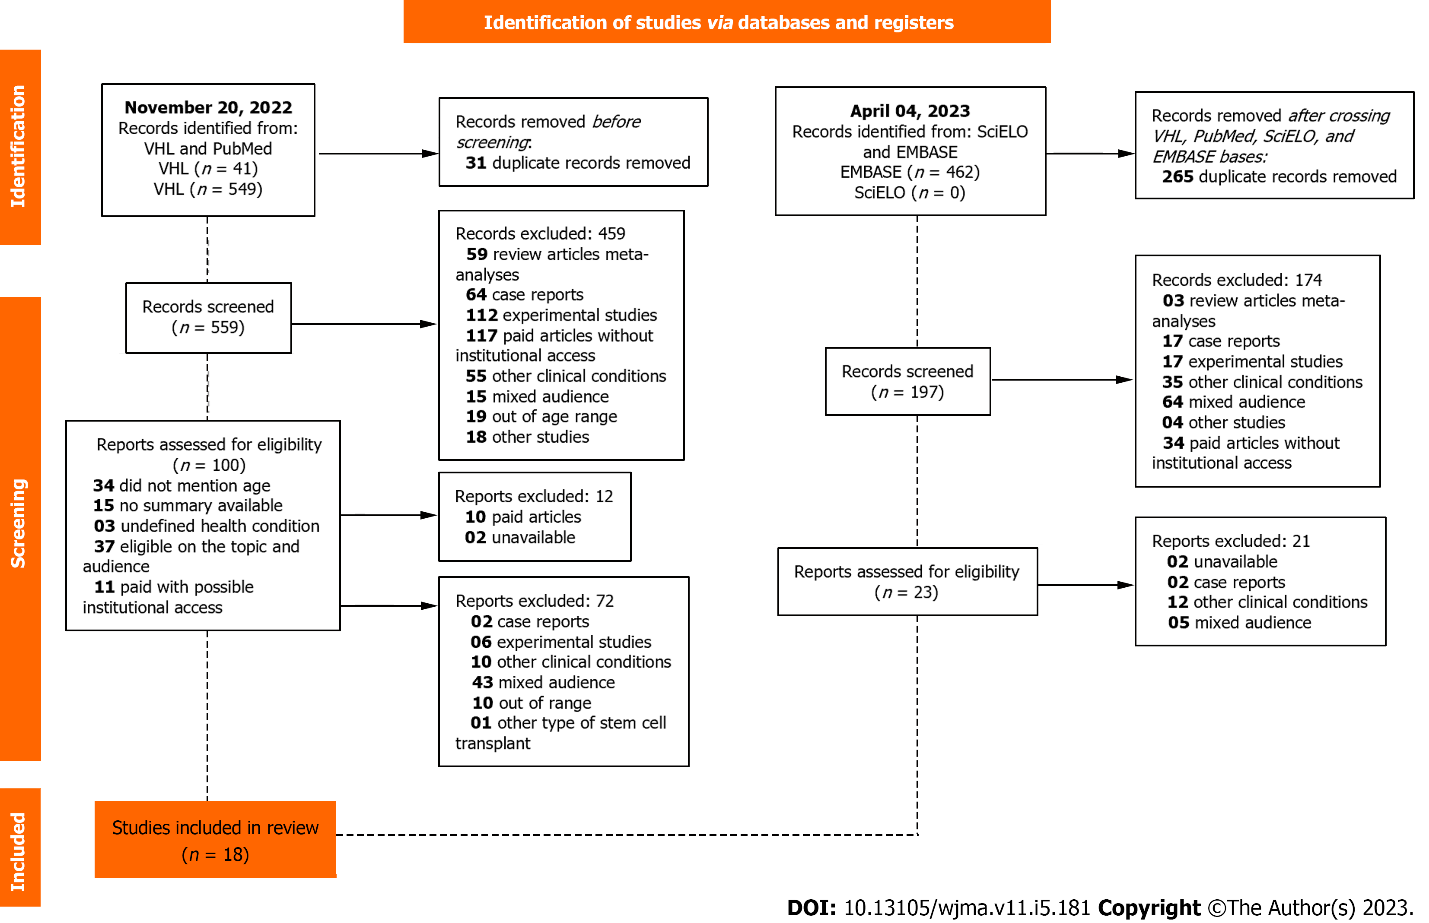 Identification of studies via databases and registers
Identification
November 20, 2022
Records identified from:
VHL and PubMed
VHL (n = 41)
VHL (n = 549)
Records removed before
screening:
31 duplicate records removed
April 04, 2023
Records identified from: SciELO
and EMBASE
EMBASE (n = 462)
SciELO (n = 0)
Records removed after crossing
VHL, PubMed, SciELO, and
EMBASE bases:
265 duplicate records removed
Screening
Records screened
(n = 559)
Records excluded: 459
59 review articles meta-
analyses
64 case reports
112 experimental studies
117 paid articles without
institutional access
55 other clinical conditions
15 mixed audience
19 out of age range
18 other studies
Records screened
(n = 197)
Records excluded: 174
03 review articles meta-
analyses
17 case reports
17 experimental studies
35 other clinical conditions
64 mixed audience
04 other studies
34 paid articles without
institutional access
Reports assessed for eligibility
(n = 100)
34 did not mention age
15 no summary available
03 undefined health condition
37 eligible on the topic and
audience
11 paid with possible
institutional access
Reports excluded: 12
10 paid articles
02 unavailable
Reports excluded: 72
02 case reports
06 experimental studies
10 other clinical conditions
43 mixed audience
10 out of range
01 other type of stem cell
transplant
Reports assessed for eligibility
(n = 23)
Reports excluded: 21
02 unavailable
02 case reports
12 other clinical conditions
05 mixed audience
Included
Studies included in review
(n = 18)
DOI: 10.13105/wjma.v11.i5.181 Copyright ©The Author(s) 2023.